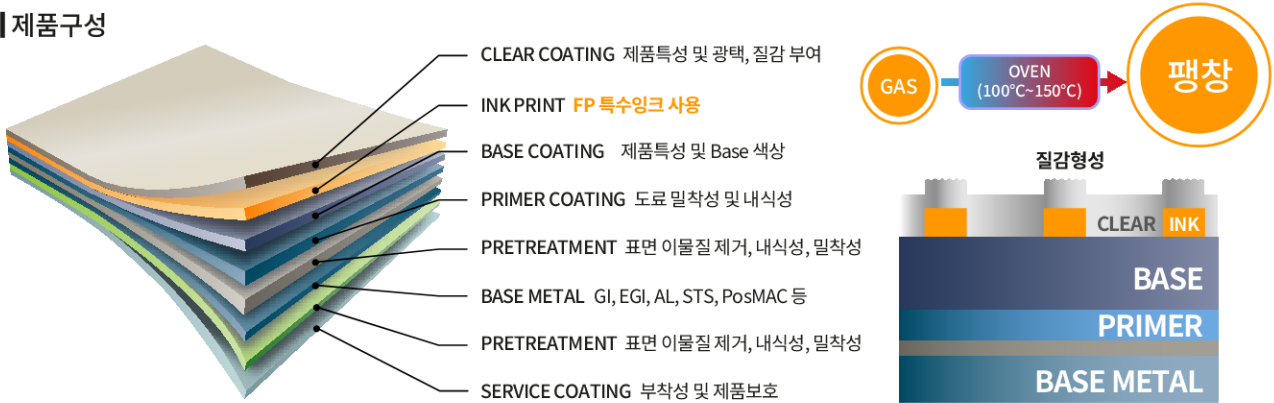 제품구성
CLEAR COATING 제품특성 및 광택, 질감 부여
INK PRINT FP 특수잉크 사용
BASE COATING 제품특성 및 Base 색상
PRIMER COATING 도료 밀착성 및 내식성
PRETREATMENT 표면 이물질 제거, 내식성, 밀착성
BASE METAL GI, EGI, AL, STS, PosMAC 등
PRETREATMENT 표면 이물질 제거, 내식성, 밀착성
SERVICE COATING 부착성 및 제품보호
GAS
OVEN
(100℃~150℃)
팽창
질감형성
CLEAR INK
BASE
PRIMER
BASE METAL